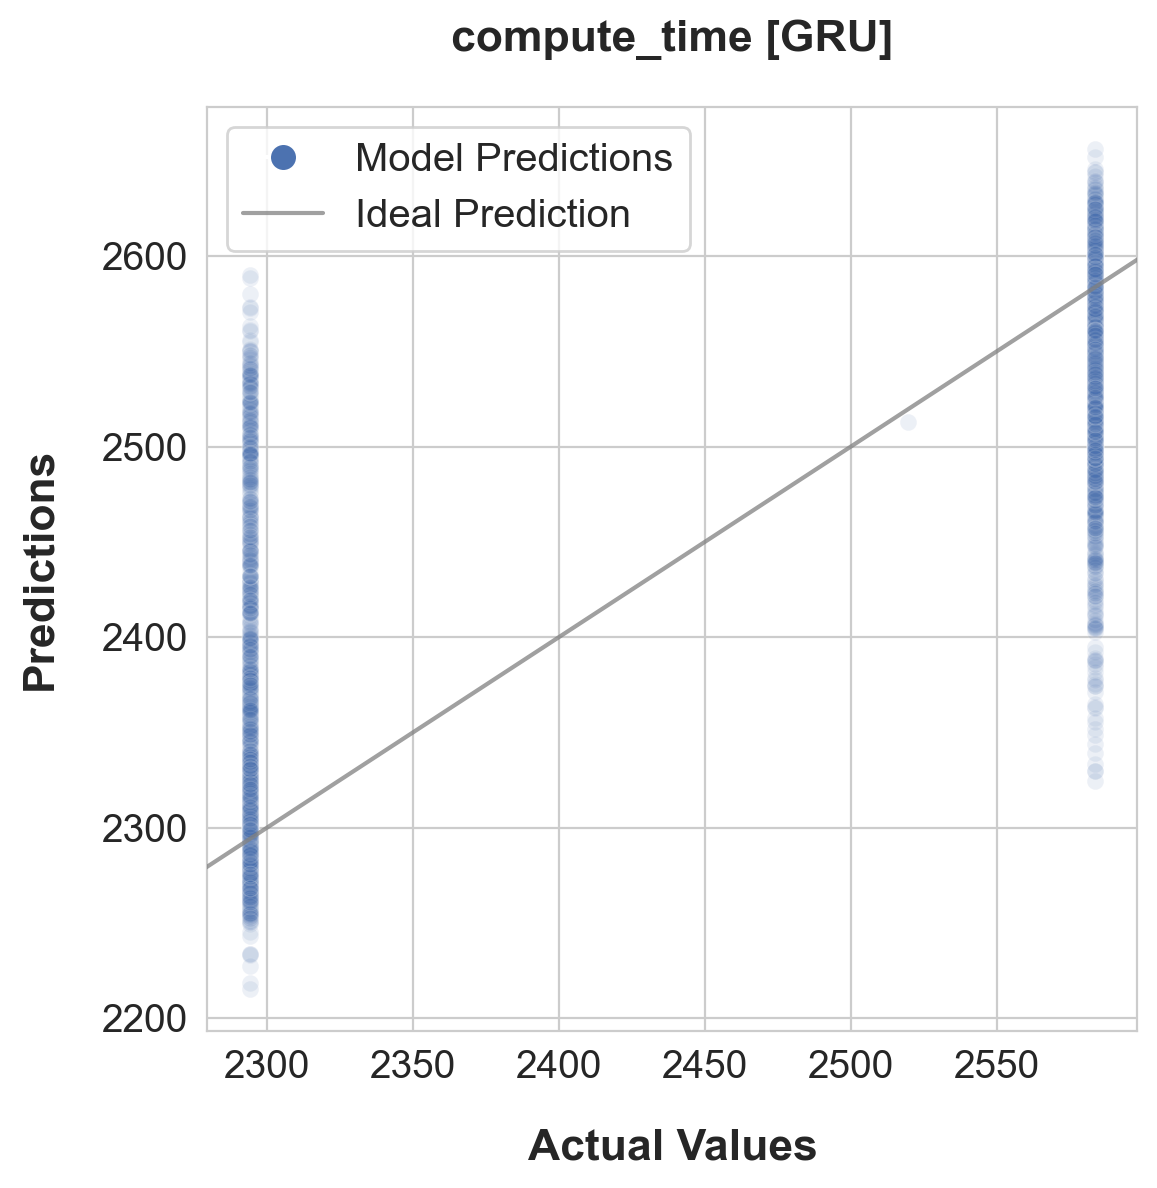 compute_time [GRU]
Model Predictions
Ideal Prediction
2600
2500
2400
2300
2200
Predictions
2300 2350 2400 2450 2500 2550
Actual Values